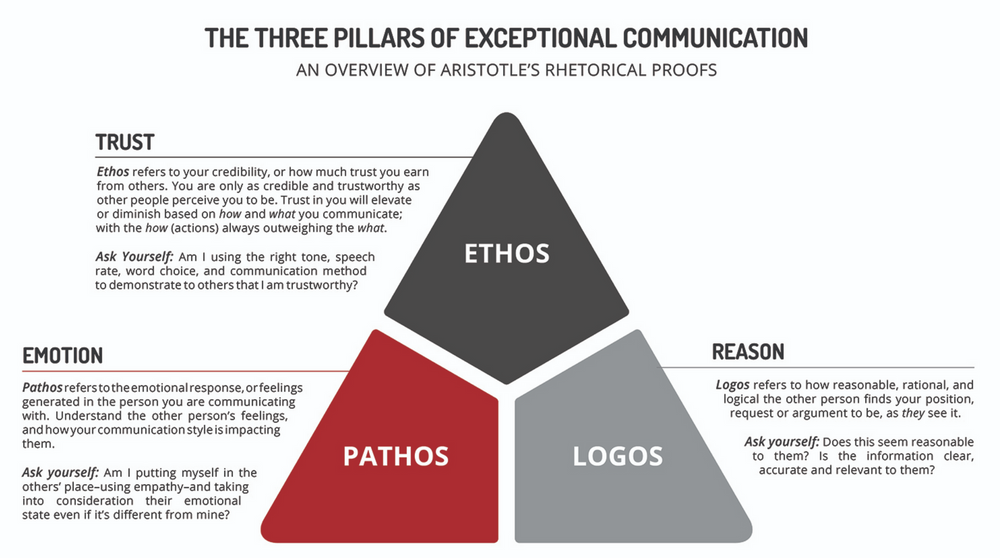 THE THREE PILLARS OF EXCEPTIONAL COMMUNICATION
AN OVERVIEW OF ARISTOTLE'S RHETORICAL PROOFS
TRUST
Ethos refers to your credibility, or how much trust you earn
from others. You are only as credible and trustworthy as
other people perceive you to be. Trust in you will elevate
or diminish based on how and what you communicate;
with the how (actions) always outweighing the what.
Ask Yourself: Am I using the right tone, speech
rate, word choice, and communication method
to demonstrate to others that I am trustworthy?
ETHOS
EMOTION
Pathos refers to the emotional response, or feelings
generated in the person you are communicating
with. Understand the other person's feelings,
and how your communication style is impacting
them.
Ask yourself: Am I putting myself in the
others' place–using empathy–and taking
into consideration their emotional
state even if it's different from mine?
PATHOS
LOGOS
REASON
Logos refers to how reasonable, rational, and
logical the other person finds your position,
request or argument to be, as they see it.
Ask yourself: Does this seem reasonable
to them? Is the information clear,
accurate and relevant to them?